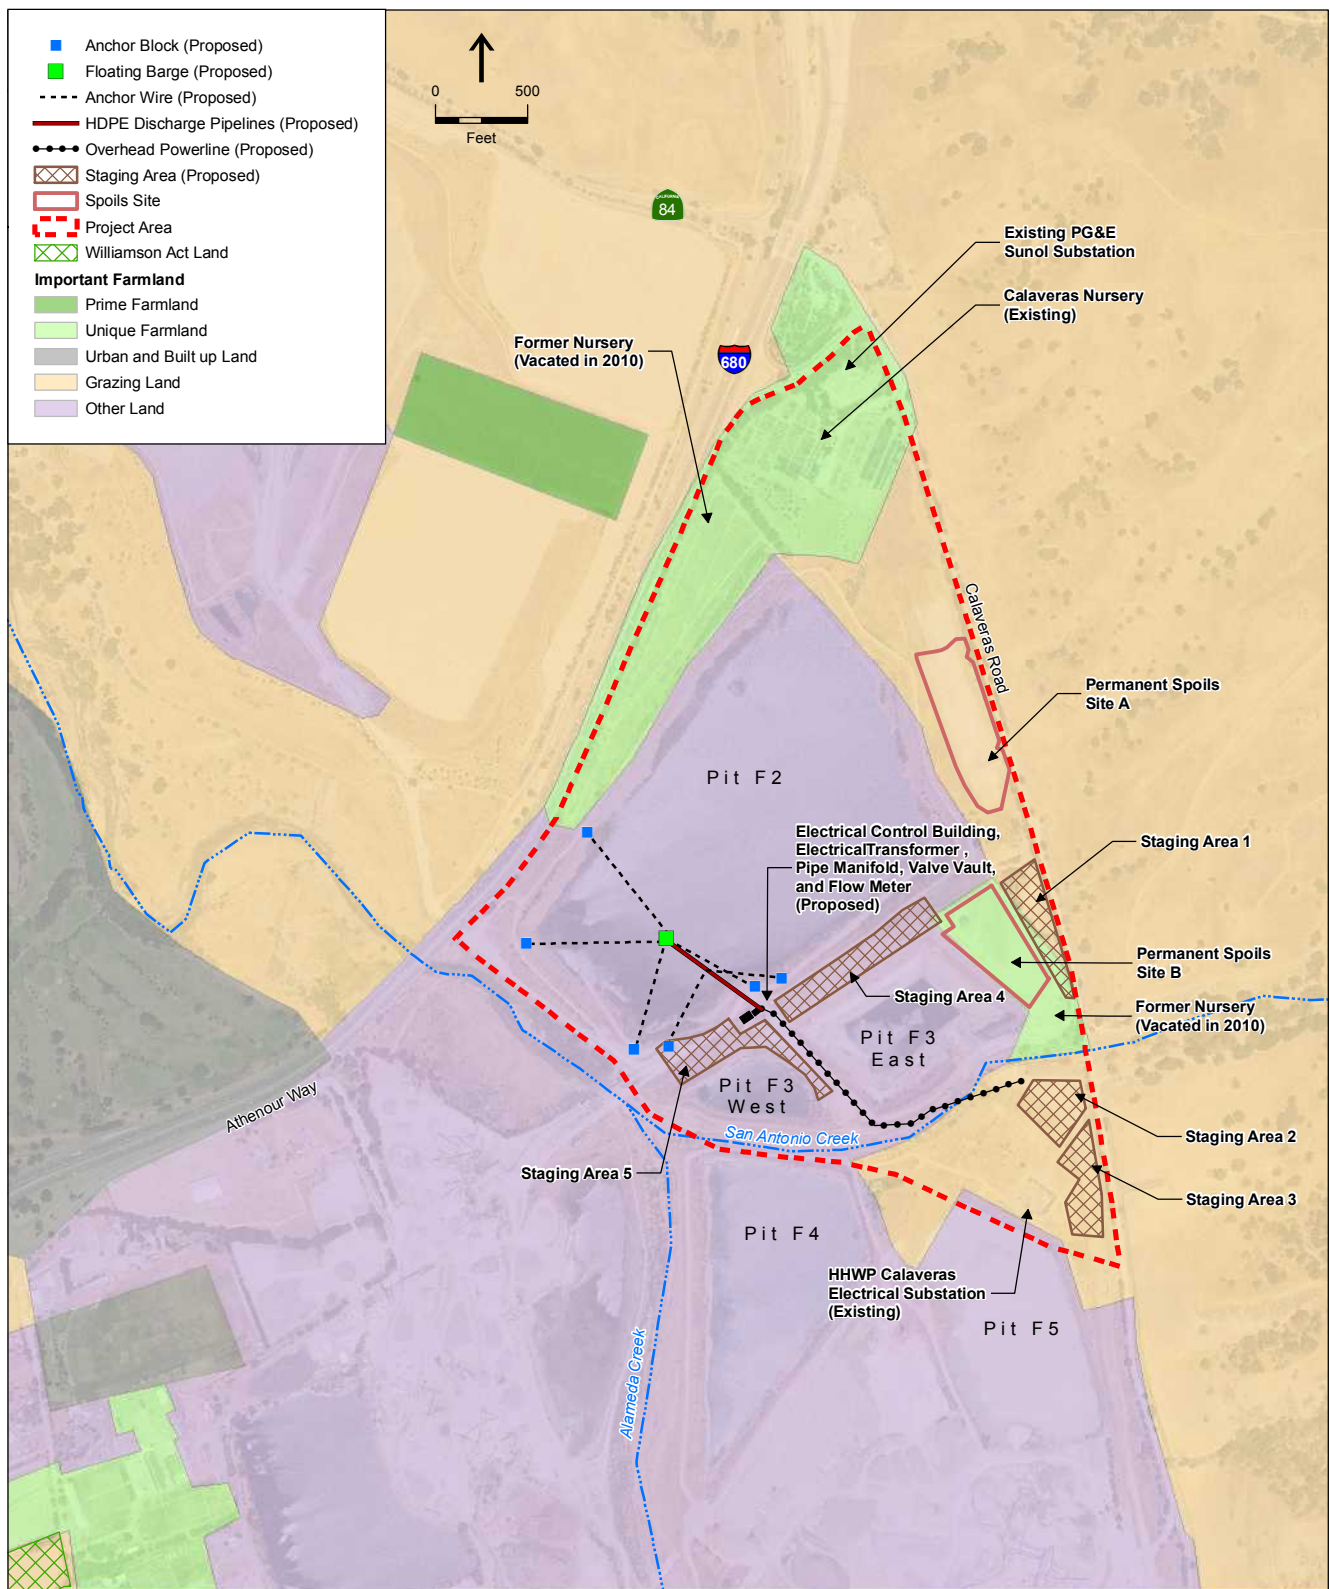 Anchor Block (Proposed)
Floating Barge (Proposed)
Anchor Wire (Proposed)
HDPE Discharge Pipelines (Proposed)
Overhead Powerline (Proposed)
Staging Area (Proposed)
Spoils Site
Project Area
Williamson Act Land
Important Farmland
Prime Farmland
Unique Farmland
Urban and Built up Land
Grazing Land
Other Land
0 500
Feet
CALIFORNIA
84
680
Existing PG&E
Sunol Substation
Calaveras Nursery
(Existing)
Former Nursery
(Vacated in 2010)
Calaveras Road
Permanent Spoils
Site A
Pit F2
Electrical Control Building,
ElectricalTransformer ,
Pipe Manifold, Valve Vault,
and Flow Meter
(Proposed)
Staging Area 1
Permanent Spoils
Site B
Staging Area 4
Former Nursery
(Vacated in 2010)
Pit F3
East
Pit F3
West
Athenour Way
San Antonio Creek
Staging Area 2
Staging Area 5
Staging Area 3
Pit F4
HHWP Calaveras
Electrical Substation
(Existing)
Pit F5
Alameda Creek